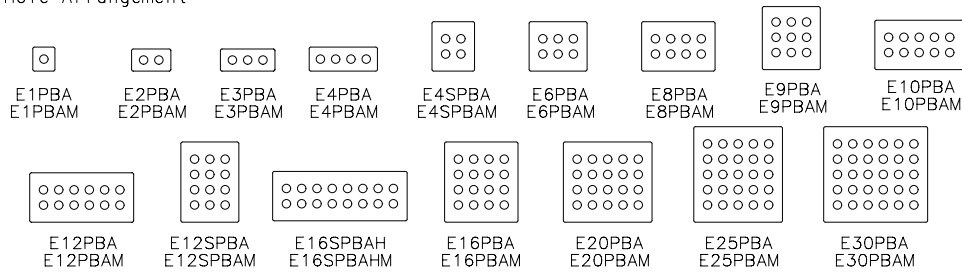 Hole Arrangement
E1PBA E2PBA E3PBA E4PBA E4SPBA E6PBA E8PBA E9PBA E10PBA
E1PBAM E2PBAM E3PBAM E4PBAM E4SPBAM E6PBAM E8PBAM E9PBAM E10PBAM
E12PBA E12SPBA E16SPBAH E16PBA E20PBA E25PBA E30PBA
E12PBAM E12SPBAM E16SPBAHM E16PBAM E20PBAM E25PBAM E30PBAM